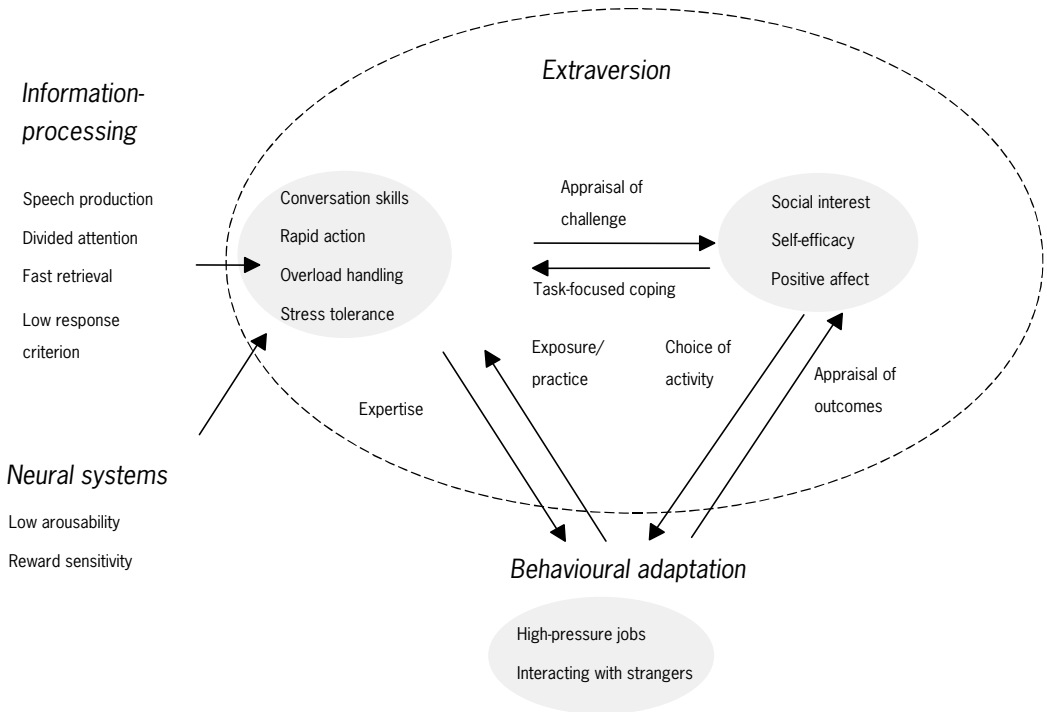 Extraversion
Information-
processing
Speech production
Divided attention
Fast retrieval
Low response
criterion
Conversation skills
Rapid action
Overload handling
Stress tolerance
Appraisal of
challenge
Task-focused coping
Social interest
Self-efficacy
Positive affect
Exposure/
practice
Choice of
activity
Appraisal of
outcomes
Expertise
Neural systems
Low arousability
Reward sensitivity
Behavioural adaptation
High-pressure jobs
Interacting with strangers